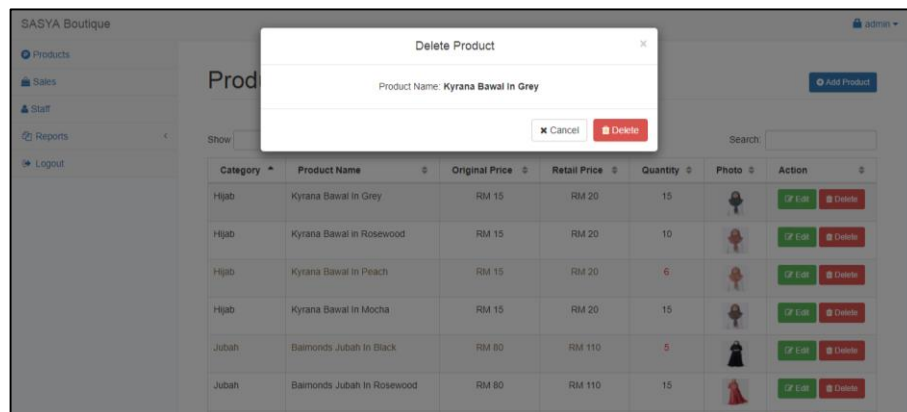 SASYA Boutique
admin
Products
Sales
Staff
Reports
Logout
Delete Product
×
Product Name: Kyrana Bawal In Grey
Cancel
Delete
Prod
Add Product
Show
Search:
Category Product Name Original Price Retail Price Quantity Photo Action
Hijab Kyrana Bawal In Grey RM 15 RM 20 15 Edit Delete
Hijab Kyrana Bawal in Rosewood RM 15 RM 20 10 Edit Delete
Hijab Kyrana Bawal In Peach RM 15 RM 20 6 Edit Delete
Hijab Kyrana Bawal in Mocha RM 15 RM 20 15 Edit Delete
Jubah Baimonds Jubah In Black RM 80 RM 110 5 Edit Delete
Jubah Baimonds Jubah In Rosewood RM 80 RM 110 15 Edit Delete